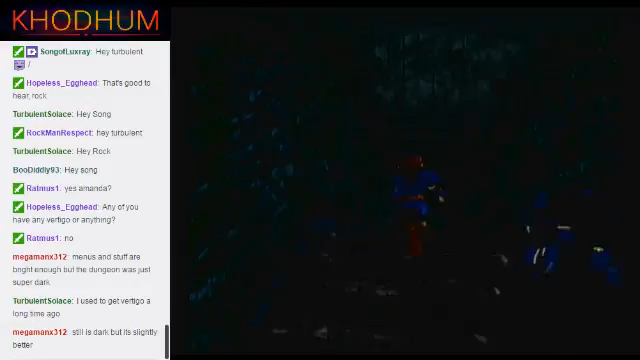 KHODHUM
SongofLuxray: Hey turbulent
/
Hopeless_Egghead: That's good to
hear, rock
TurbulentSolace: Hey Song
RockManRespect: hey turbulent
TurbulentSolace: Hey Rock
BooDiddly93: Hey song
Ratmus1: yes amanda?
Hopeless_Egghead: Any of you
have any vertigo or anything?
Ratmus1: no
megamanx312: menus and stuff are
bright enough but the dungeon was just
super dark
TurbulentSolace: I used to get vertigo a
long time ago
megamanx312: still is dark but its slightly
better